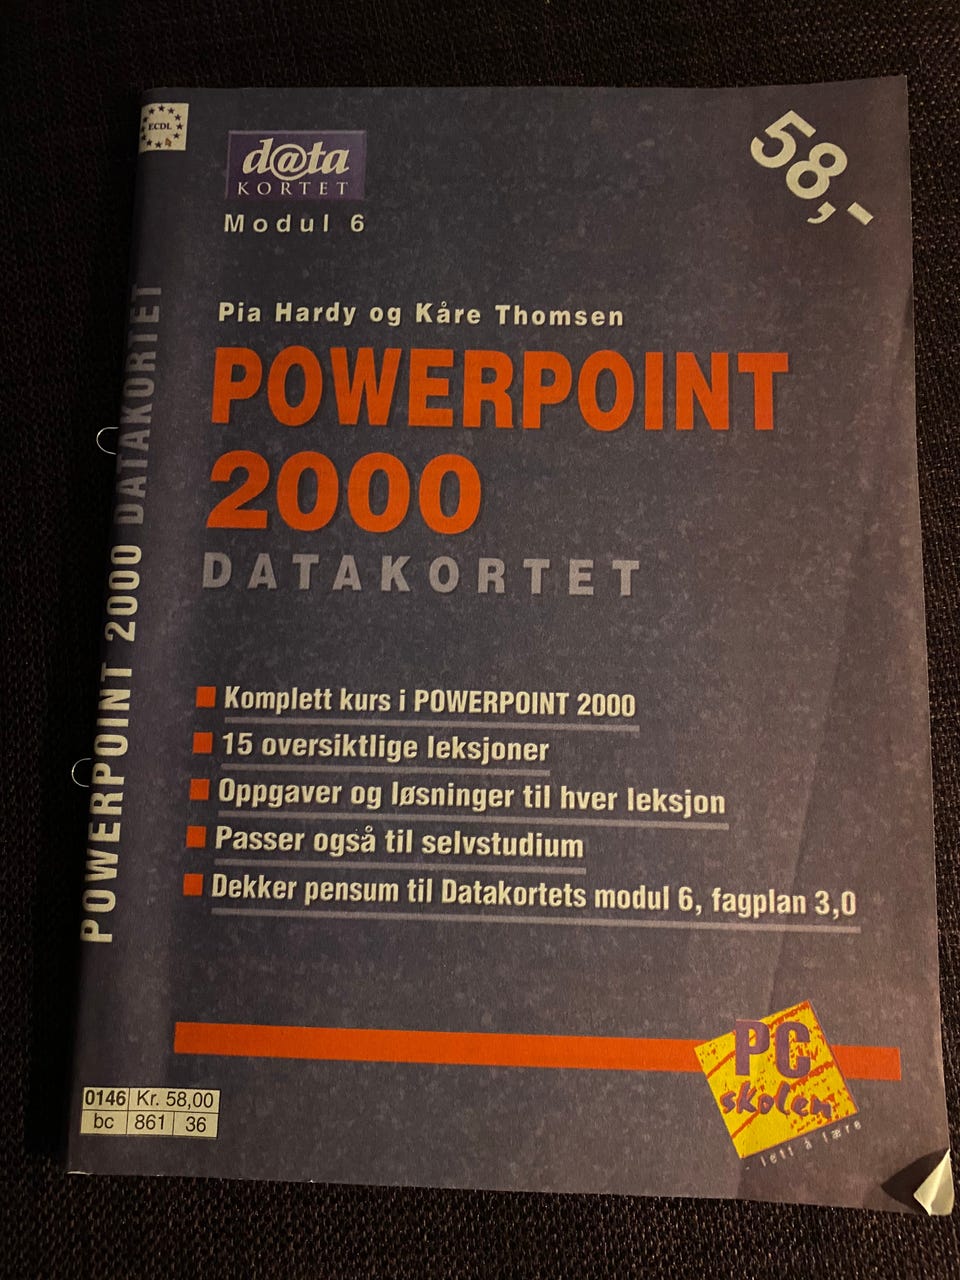 ECDL
d@ta
KORTET
Modul 6
58,-
Pia Hardy og Kåre Thomsen
POWERPOINT
2000
DATAKORTET
Komplett kurs i POWERPOINT 2000
15 oversiktlige leksjoner
Oppgaver og løsninger til hver leksjon
Passer også til selvstudium
Dekker pensum til Datakortets modul 6, fagplan 3,0
POWERPOINT 2000 DATAKORTET
PC
skolen
- lett å lære
0146 Kr. 58,00
bc 861 36